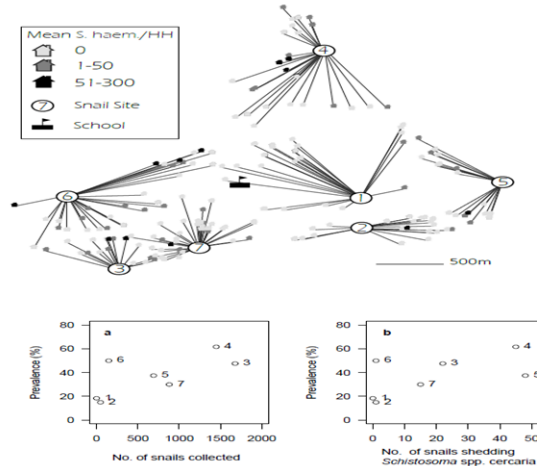 Mean S. haem./HH
0
1-50
51-300
7 Snail Site
School
4
5
6
1
2
7
3
500m
a
80
60
40
20
0
Prevalence (%)
6
1
2
5
7
4
3
0 500 1000 1500 2000
No. of snails collected
b
80
60
40
20
0
Prevalence (%)
6
1
2
7
3
4
5
0 10 20 30 40 50
No. of snails shedding
Schistosoma spp. cercaria